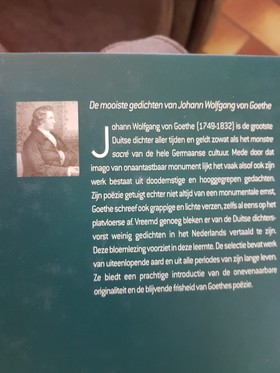 De mooiste gedichten van Johann Wolfgang von Goethe
Johann Wolfgang von Goethe (1749-1832) is de grootste
Duitse dichter aller tijden en geldt zowat als het monstre
sacré van de hele Germaanse cultuur. Mede door dat
imago van onaantastbaar monument lijkt het vaak alsof ook zijn
werk bestaat uit doodernstige en hooggegrepen gedachten.
Zijn poëzie getuigt echter niet altijd van een monumentale ernst,
Goethe schreef ook grappige en lichte verzen, zelfs al eens op het
platvloerse af. Vreemd genoeg bleken er van de Duitse dichters-
vorst weinig gedichten in het Nederlands vertaald te zijn.
Deze bloemlezing voorziet in deze leemte. De selectie bevat werk
van uiteenlopende aard en uit alle periodes van zijn lange leven.
Ze biedt een prachtige introductie van de onevenaarbare
originaliteit en de blijvende frisheid van Goethes poëzie.